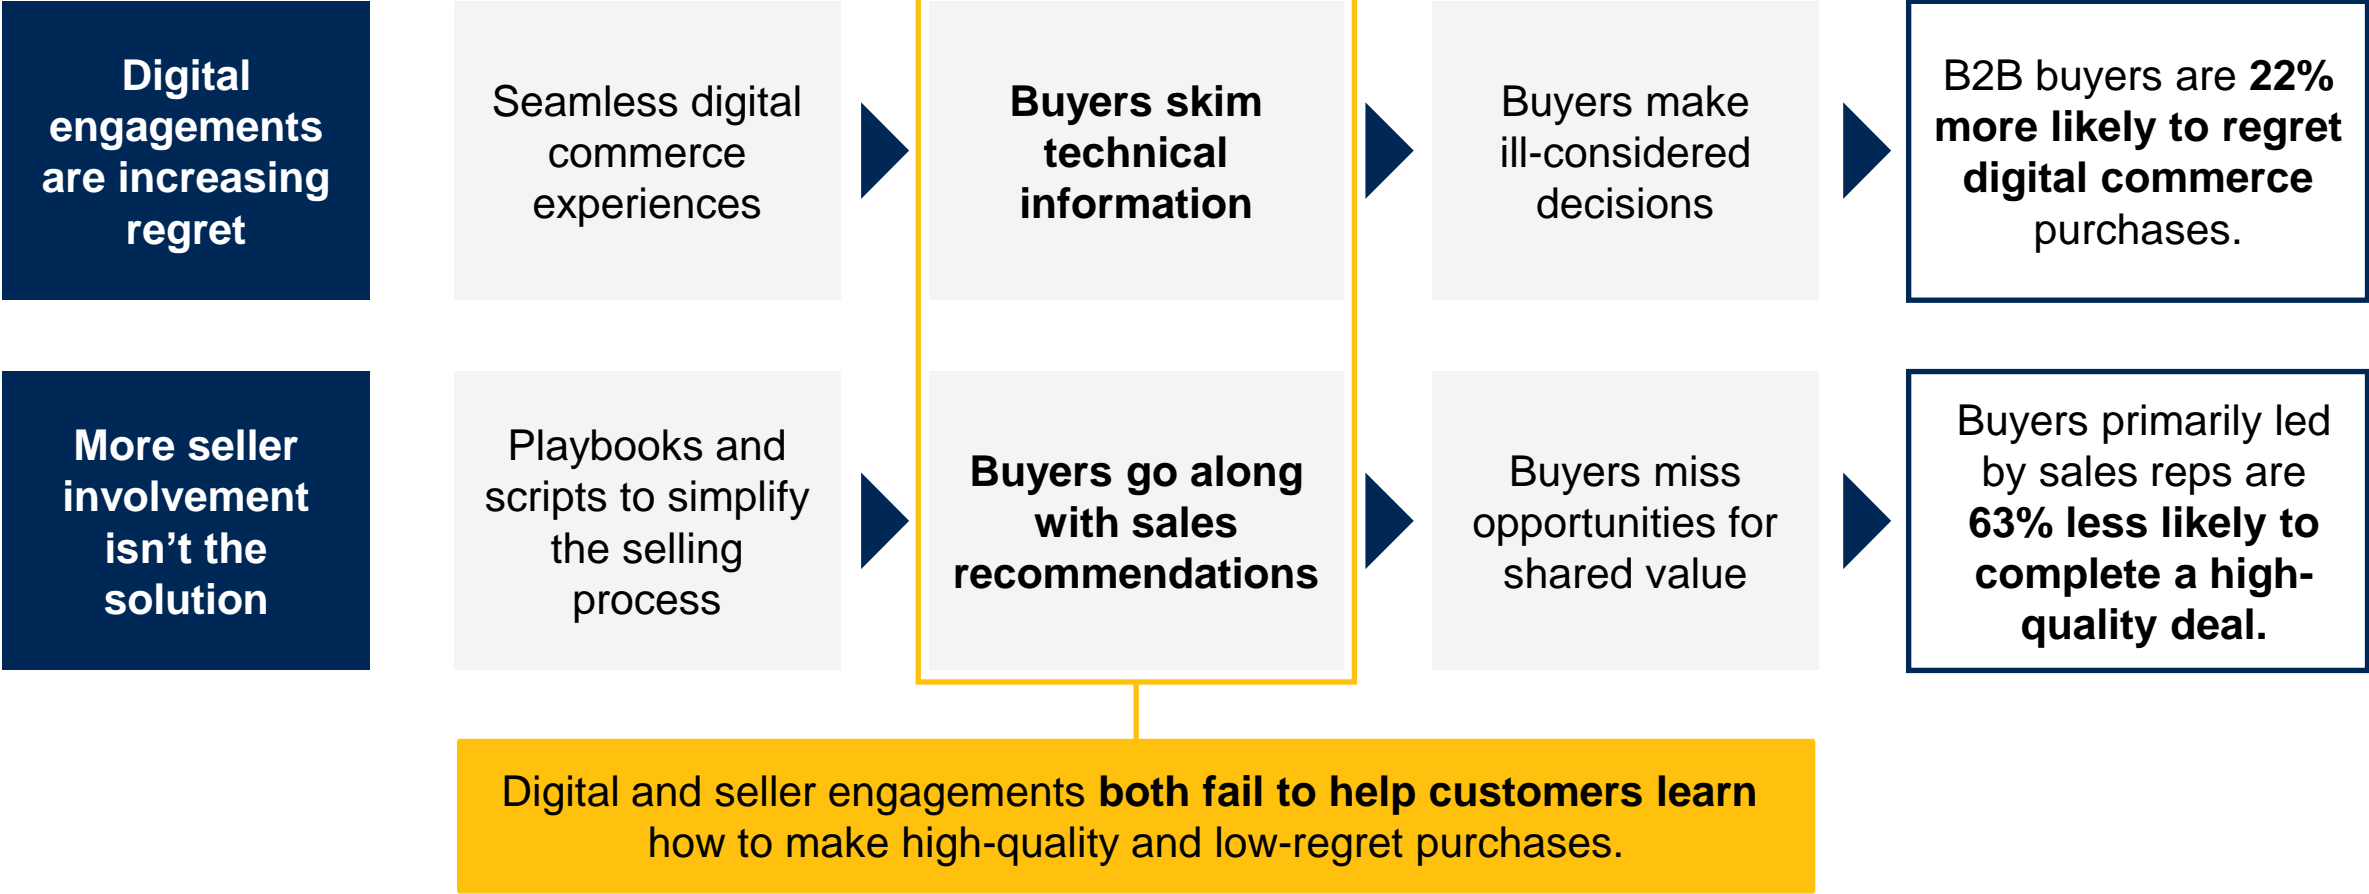 Digital
engagements
are increasing
regret
Seamless digital
commerce
experiences
Buyers skim
technical
information
Buyers make
ill-considered
decisions
B2B buyers are 22%
more likely to regret
digital commerce
purchases.
More seller
involvement
isn’t the
solution
Playbooks and
scripts to simplify
the selling
process
Buyers go along
with sales
recommendations
Buyers miss
opportunities for
shared value
Buyers primarily led
by sales reps are
63% less likely to
complete a high-
quality deal.
Digital and seller engagements both fail to help customers learn
how to make high-quality and low-regret purchases.